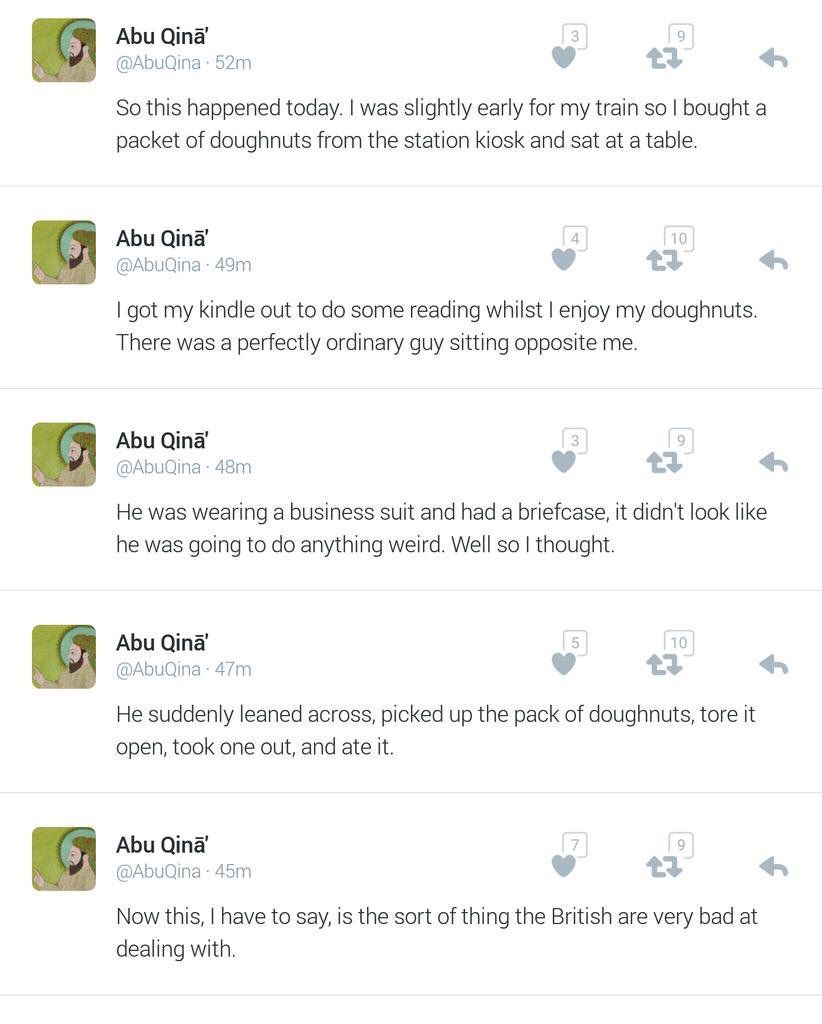 Abu Qinā'
3
9
@AbuQina · 52m
So this happened today. I was slightly early for my train so I bought a
packet of doughnuts from the station kiosk and sat at a table.
Abu Qinā'
4
10
@AbuQina · 49m
I got my kindle out to do some reading whilst I enjoy my doughnuts.
There was a perfectly ordinary guy sitting opposite me.
Abu Qinā'
3
9
@AbuQina · 48m
He was wearing a business suit and had a briefcase, it didn't look like
he was going to do anything weird. Well so I thought.
Abu Qinā'
5
10
@AbuQina · 47m
He suddenly leaned across, picked up the pack of doughnuts, tore it
open, took one out, and ate it.
Abu Qinā'
7
9
@AbuQina · 45m
Now this, I have to say, is the sort of thing the British are very bad at
dealing with.